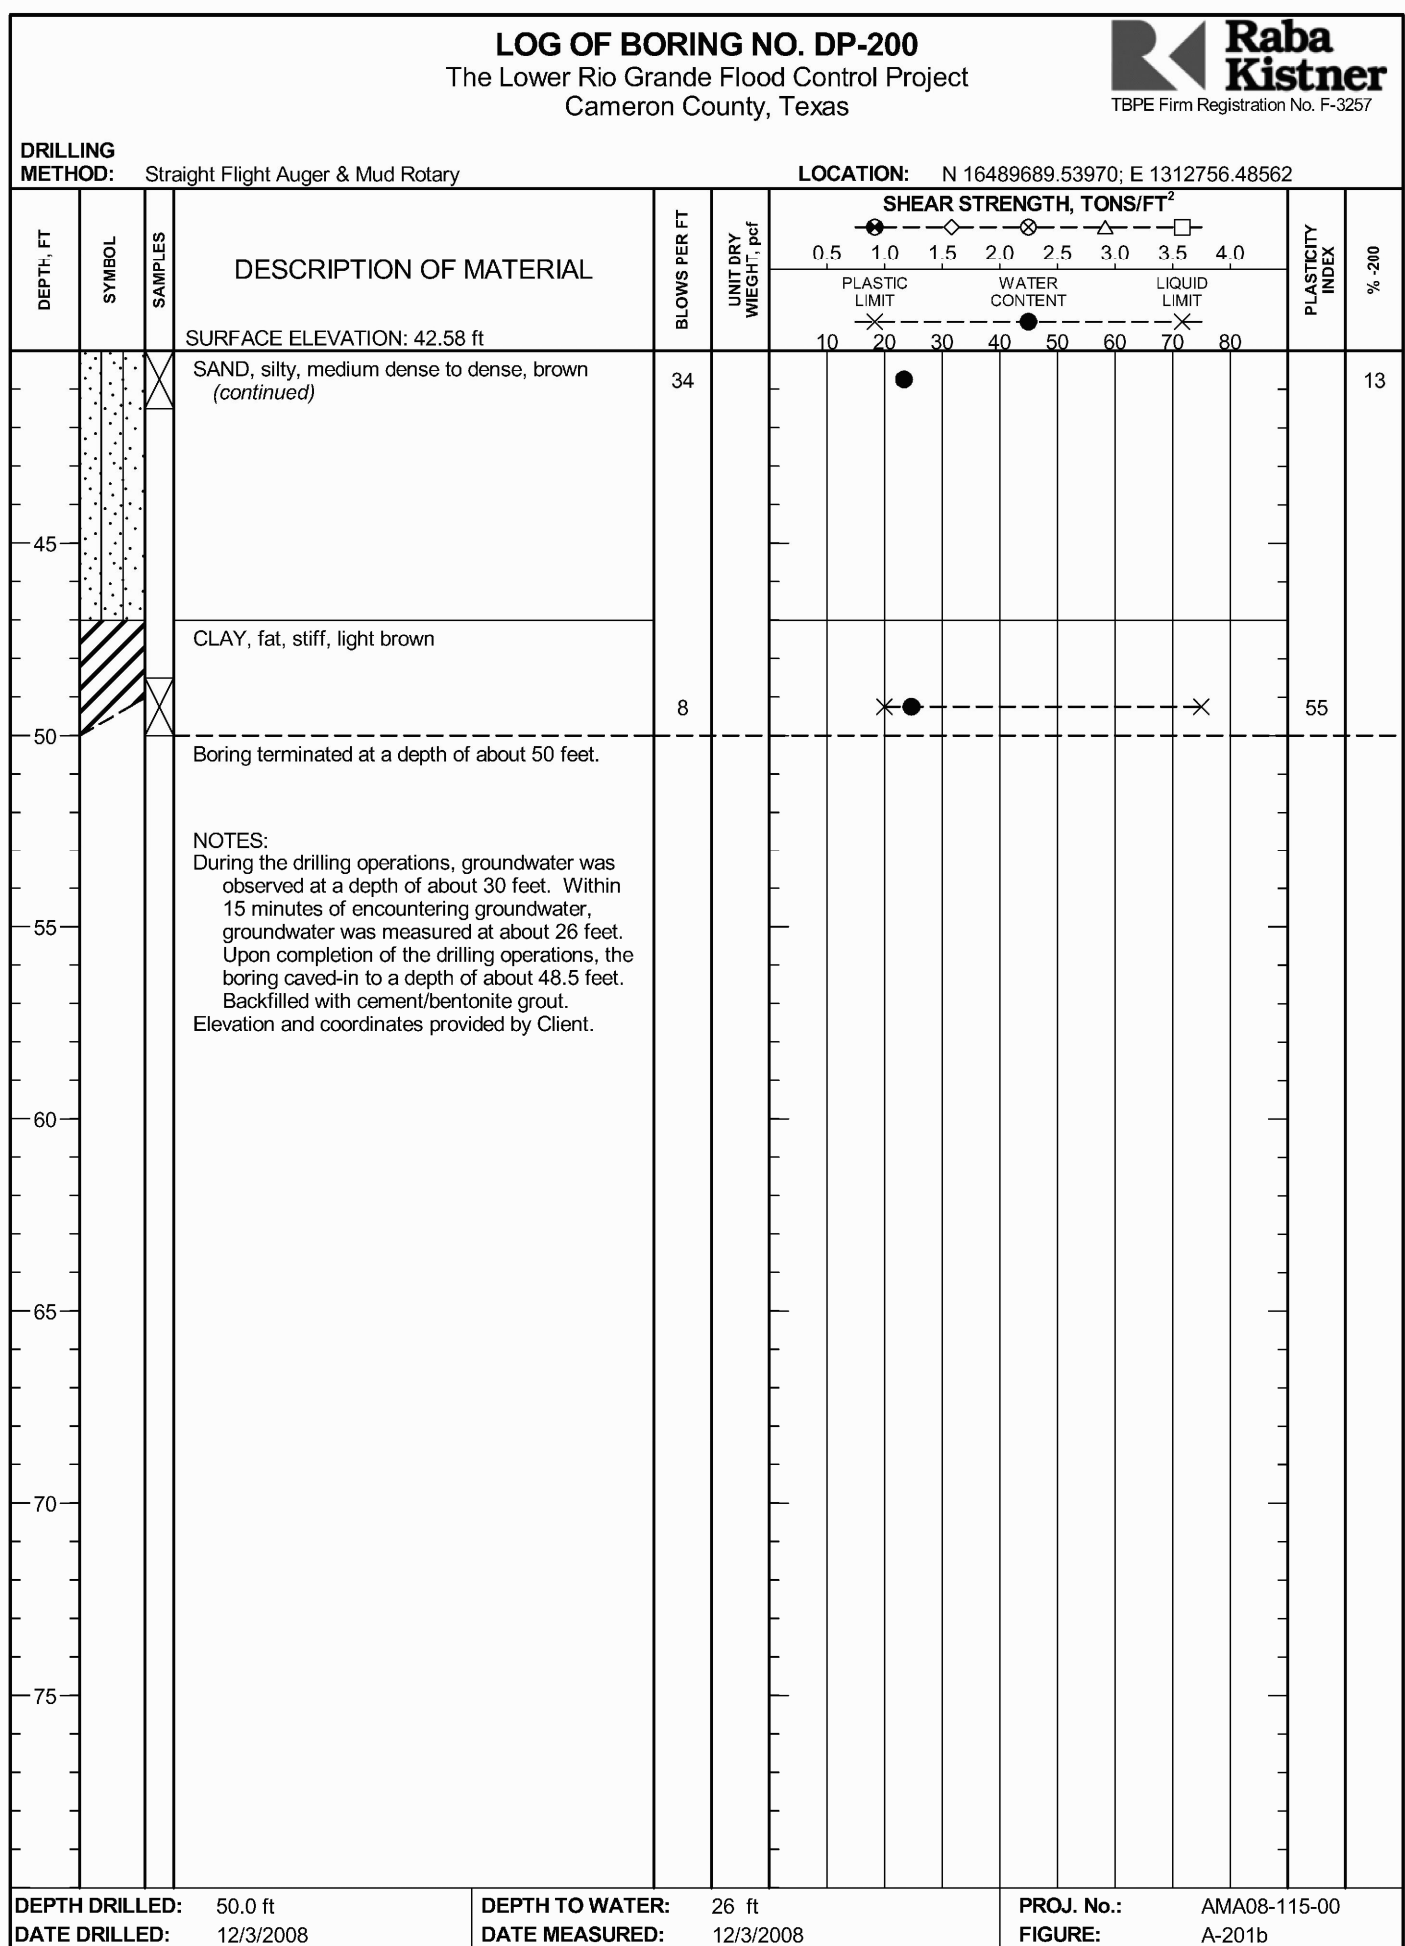 LOG OF BORING NO. DP-200
The Lower Rio Grande Flood Control Project
Cameron County, Texas
Raba
Kistner
TBPE Firm Registration No. F-3257
DRILLING
METHOD: Straight Flight Auger & Mud Rotary
LOCATION: N 16489689.53970; E 1312756.48562
DEPTH, FT
SYMBOL
SAMPLES
DESCRIPTION OF MATERIAL
SURFACE ELEVATION: 42.58 ft
BLOWS PER FT
UNIT DRY
WIEGHT, pcf
SHEAR STRENGTH, TONS/FT²
0.5 1.0 1.5 2.0 2.5 3.0 3.5 4.0
PLASTIC
LIMIT
WATER
CONTENT
LIQUID
LIMIT
10 20 30 40 50 60 70 80
PLASTICITY
INDEX
% -200
SAND, silty, medium dense to dense, brown
(continued)
34
13
45
CLAY, fat, stiff, light brown
8
55
50
Boring terminated at a depth of about 50 feet.
NOTES:
During the drilling operations, groundwater was
observed at a depth of about 30 feet. Within
15 minutes of encountering groundwater,
groundwater was measured at about 26 feet.
Upon completion of the drilling operations, the
boring caved-in to a depth of about 48.5 feet.
Backfilled with cement/bentonite grout.
Elevation and coordinates provided by Client.
55
60
65
70
75
DEPTH DRILLED: 50.0 ft
DATE DRILLED: 12/3/2008
DEPTH TO WATER: 26 ft
DATE MEASURED: 12/3/2008
PROJ. No.: AMA08-115-00
FIGURE: A-201b